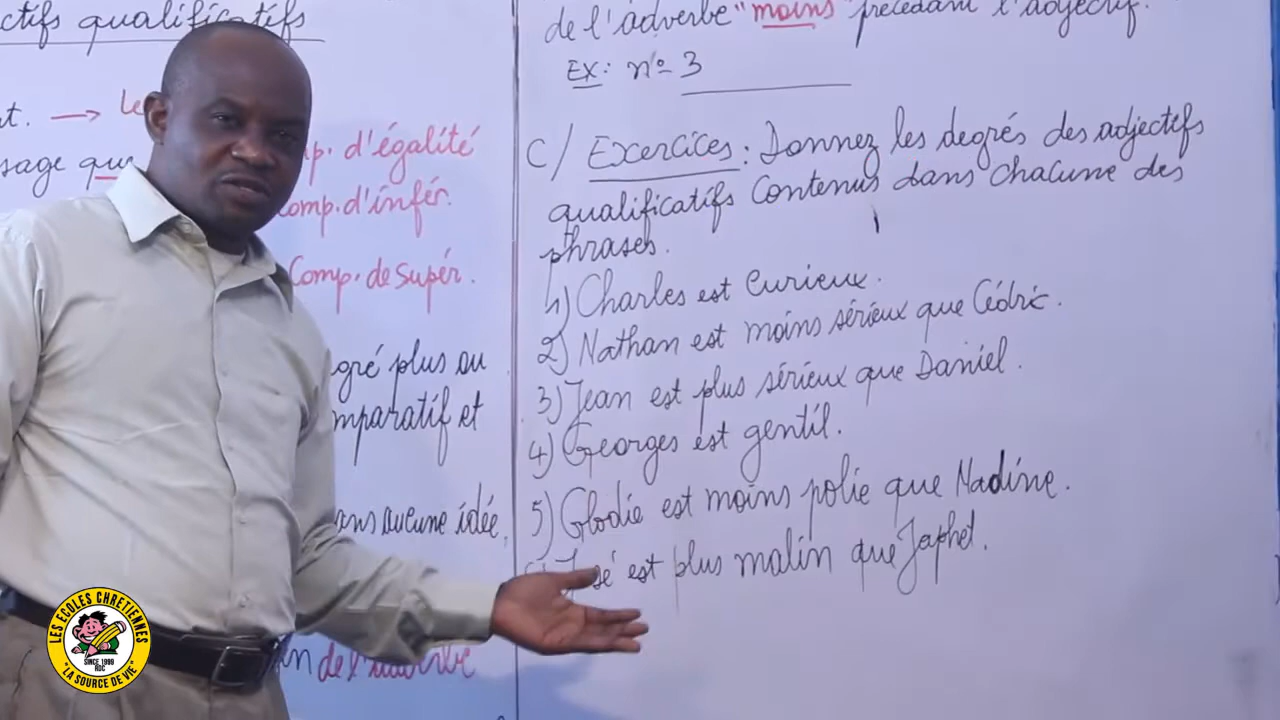 ctifs qualificatifs
nt. →
sage que
mp. d'égalité
comp. d'infér.
Comp. de Supér.
gré plus ou
mparatif et
ans aucune idée,
de l'adverbe
de l'adverbe "moins" précédant l'adjectif.
Ex: nº 3
C/ Exercices: Donnez les degrés des adjectifs
qualificatifs contenus dans chacune des
phrases.
1) Charles est curieux.
2) Nathan est moins sérieux que Cédric.
3) Jean est plus sérieux que Daniel.
4) Georges est gentil.
5) Glodie est moins polie que Nadine.
est plus malin que Japhet.
LES ECOLES CHRETIENNES
SINCE 1999
RDC
"LA SOURCE DE VIE"